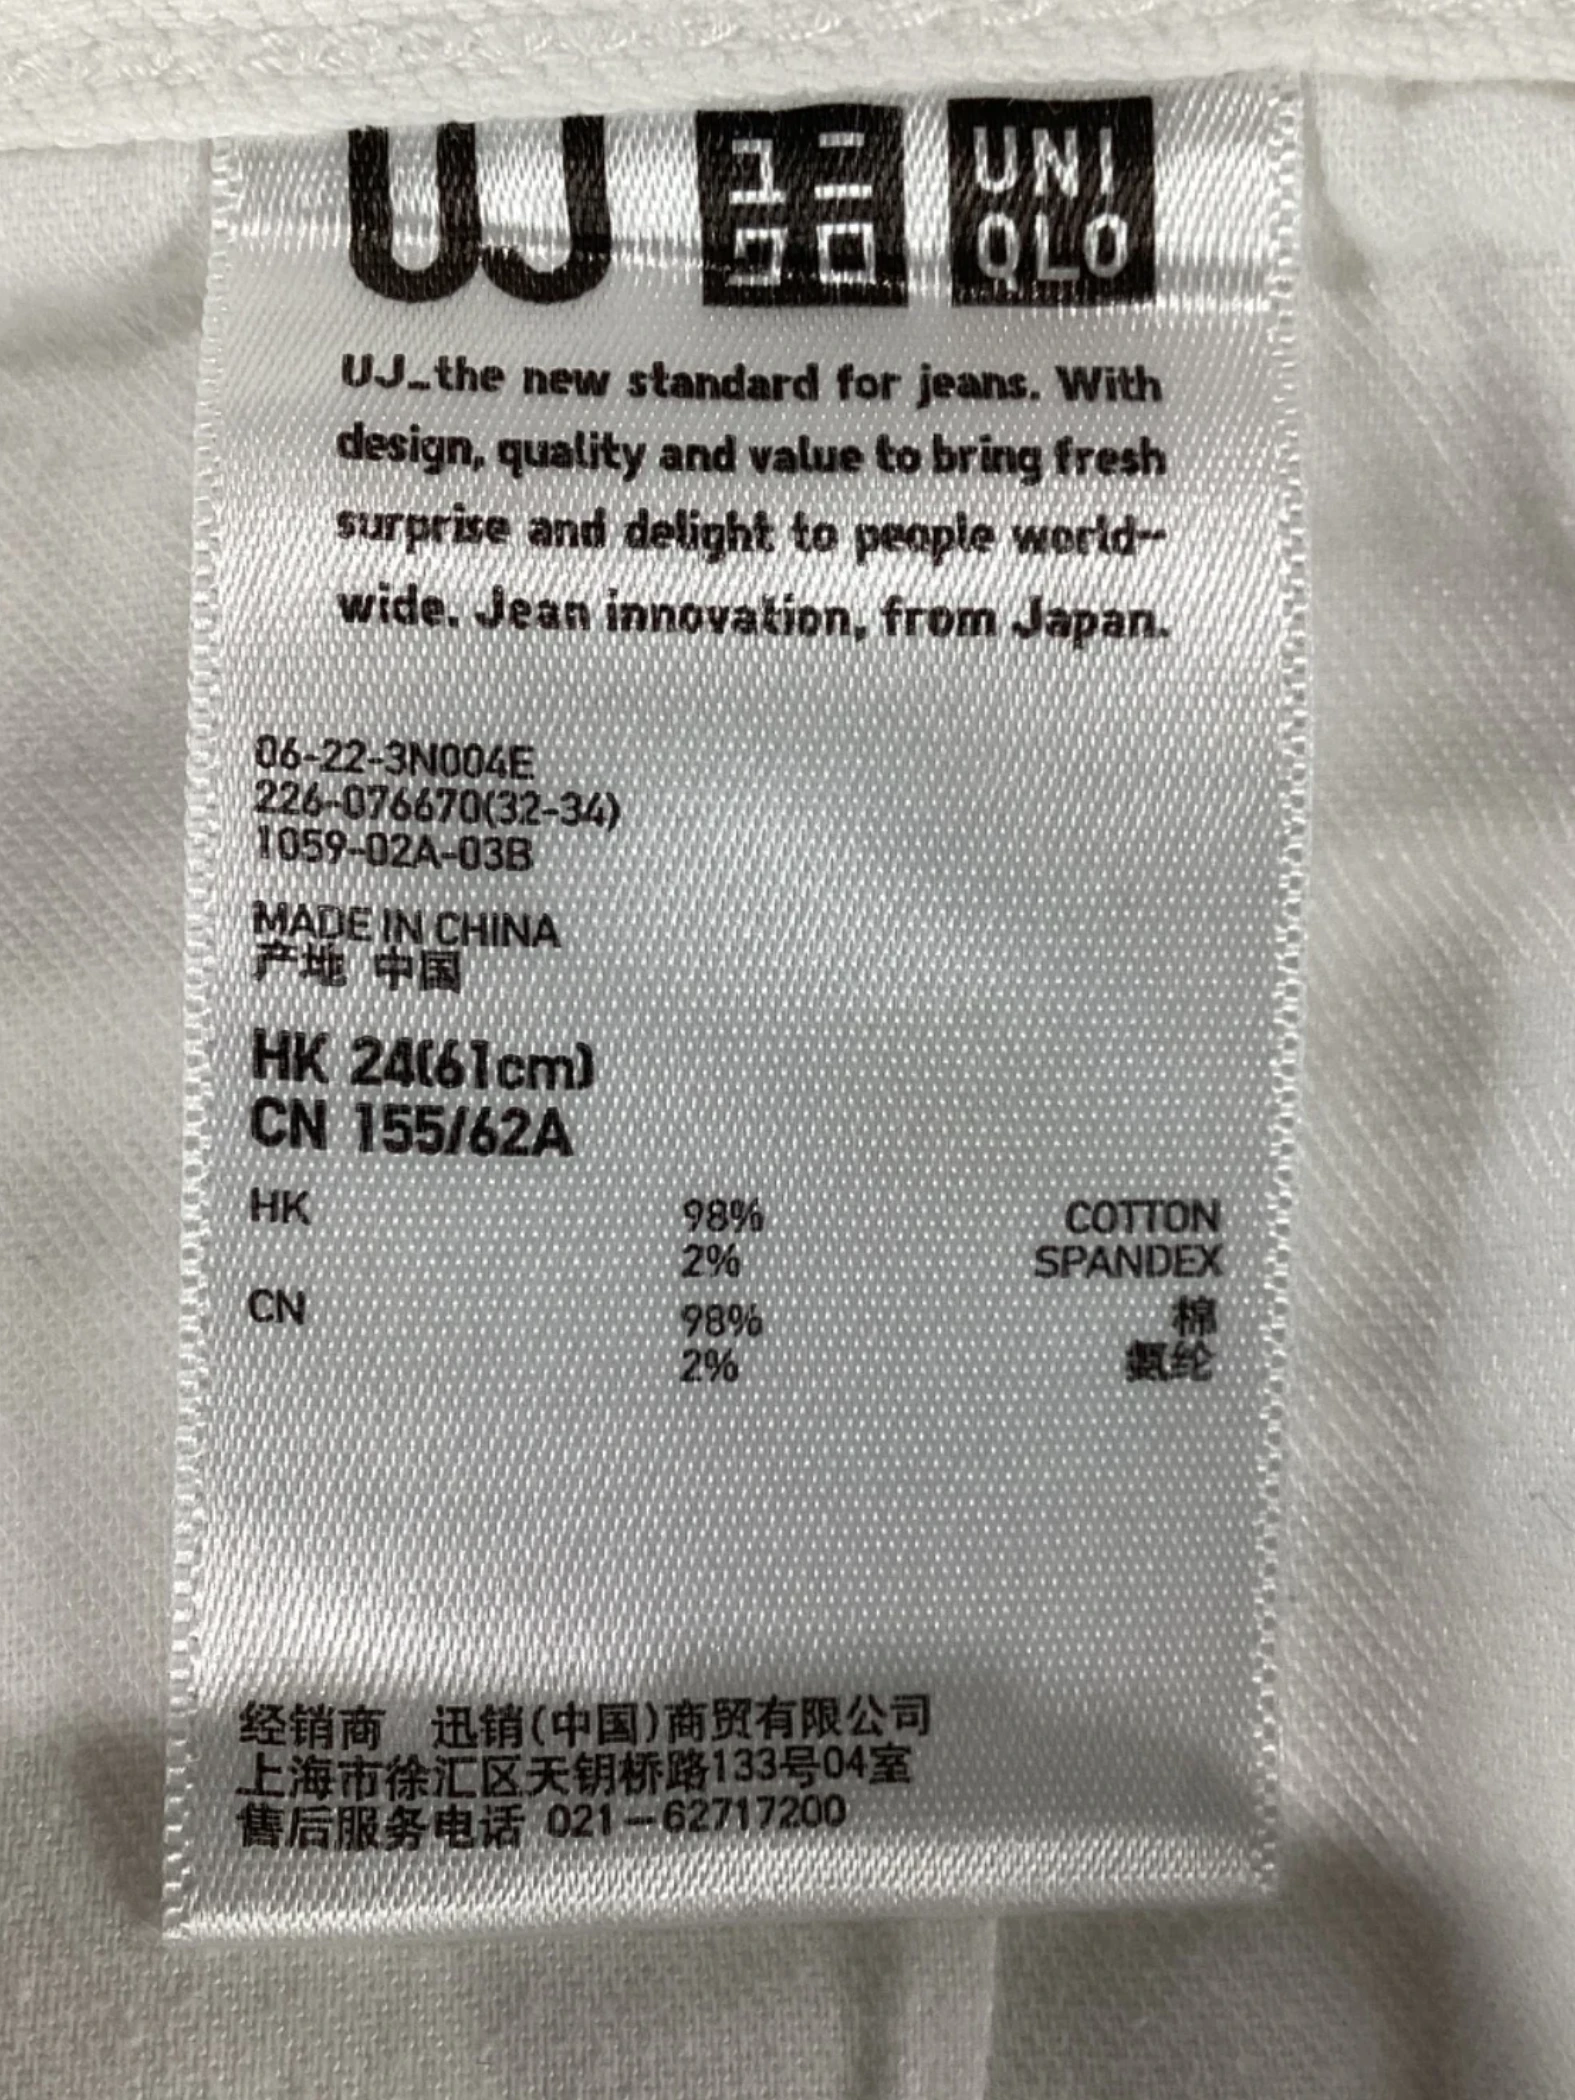 UJ ユニ UNI
クロ QLO
UJ_the new standard for jeans. With
design, quality and value to bring fresh
surprise and delight to people world-
wide. Jean innovation, from Japan.
06-22-3N004E
226-076670(32-34)
1059-02A-03B
MADE IN CHINA
产地 中国
HK 24(61cm)
CN 155/62A
HK 98% COTTON
2% SPANDEX
CN 98% 棉
2% 氨纶
经销商 迅销(中国)商贸有限公司
上海市徐汇区天钥桥路133号04室
售后服务电话 021-62717200